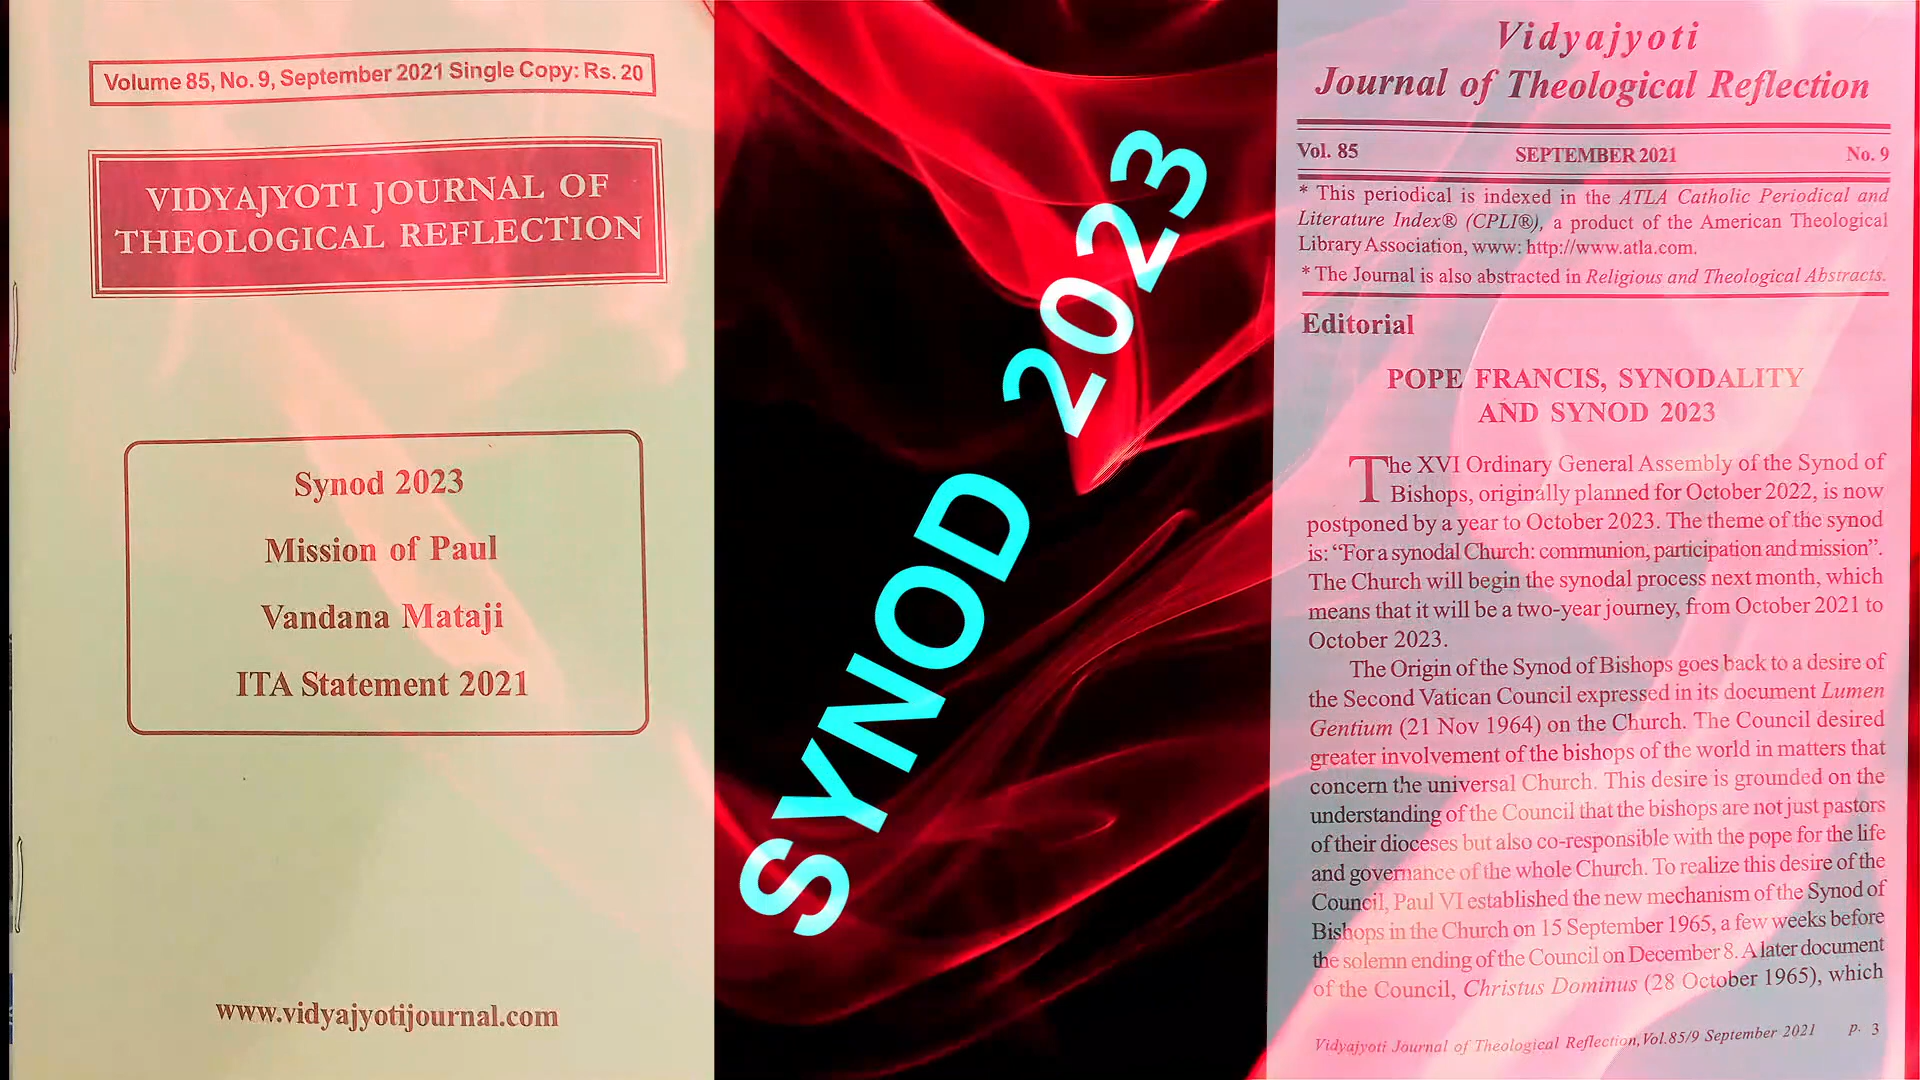 Volume 85, No. 9, September 2021 Single Copy: Rs. 20
VIDYAJYOTI JOURNAL OF
THEOLOGICAL REFLECTION
Synod 2023
Mission of Paul
Vandana Mataji
ITA Statement 2021
www.vidyajyotijournal.com
SYNOD 2023
Vidyajyoti
Journal of Theological Reflection
Vol. 85 SEPTEMBER 2021 No. 9
* This periodical is indexed in the ATLA Catholic Periodical and
Literature Index® (CPLI®), a product of the American Theological
Library Association, www: http://www.atla.com.
* The Journal is also abstracted in Religious and Theological Abstracts.
Editorial
POPE FRANCIS, SYNODALITY
AND SYNOD 2023
The XVI Ordinary General Assembly of the Synod of
Bishops, originally planned for October 2022, is now
postponed by a year to October 2023. The theme of the synod
is: “For a synodal Church: communion, participation and mission”.
The Church will begin the synodal process next month, which
means that it will be a two-year journey, from October 2021 to
October 2023.
The Origin of the Synod of Bishops goes back to a desire of
the Second Vatican Council expressed in its document Lumen
Gentium (21 Nov 1964) on the Church. The Council desired
greater involvement of the bishops of the world in matters that
concern the universal Church. This desire is grounded on the
understanding of the Council that the bishops are not just pastors
of their dioceses but also co-responsible with the pope for the life
and governance of the whole Church. To realize this desire of the
Council, Paul VI established the new mechanism of the Synod of
Bishops in the Church on 15 September 1965, a few weeks before
the solemn ending of the Council on December 8. A later document
of the Council, Christus Dominus (28 October 1965), which
Vidyajyoti Journal of Theological Reflection, Vol.85/9 September 2021 p. 3